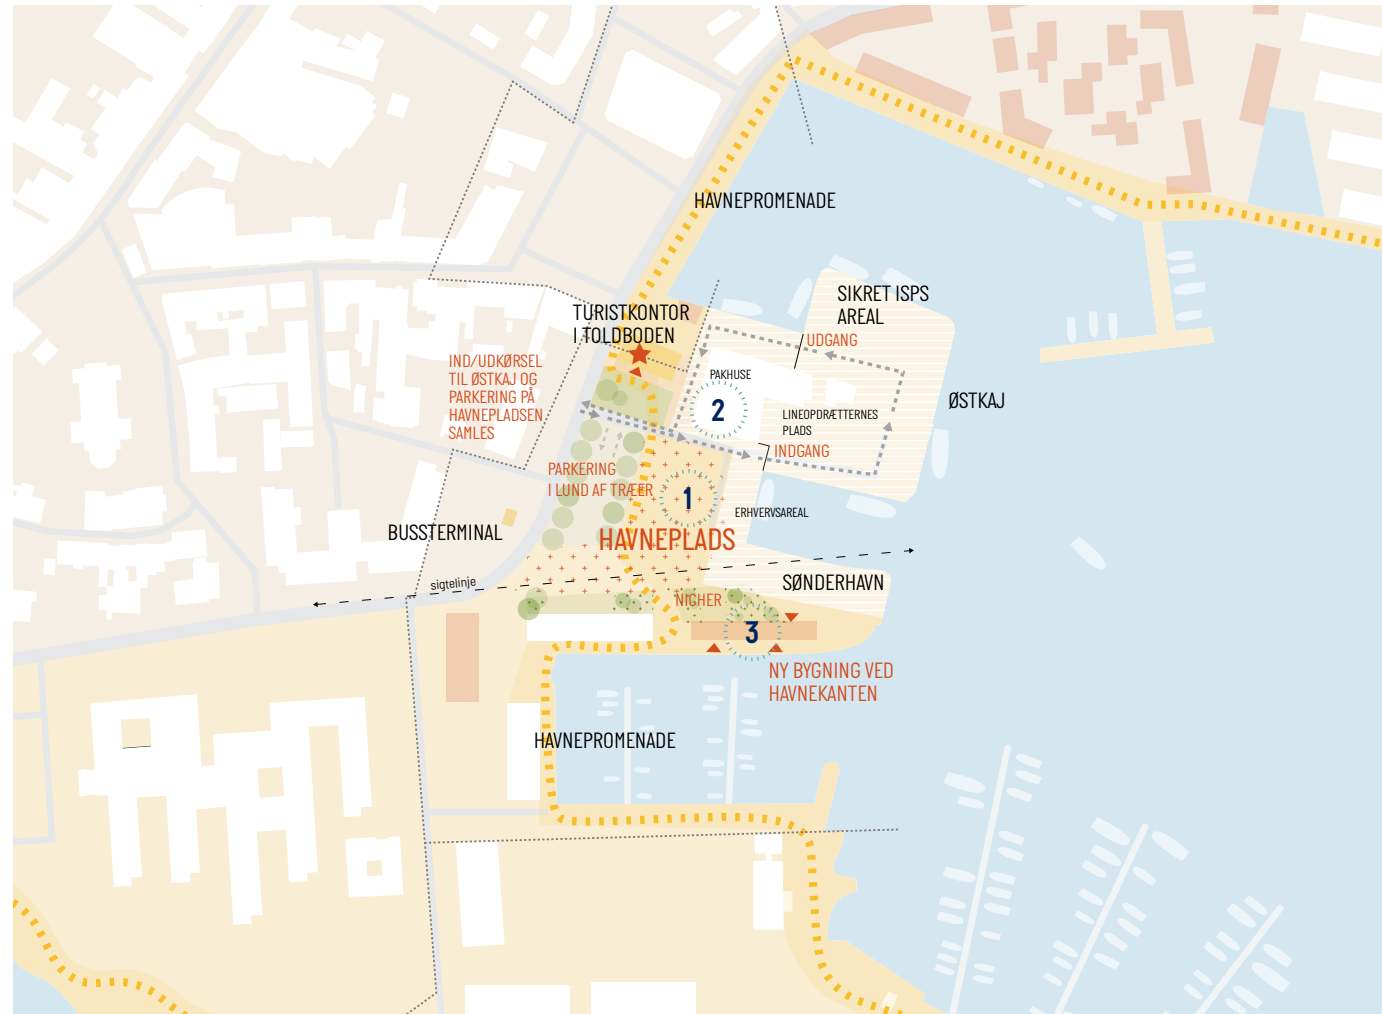 HAVNEPROMENADE
SIKRET ISPS
AREAL
TURISTKONTOR
I TOLDBODEN
UDGANG
IND/UDKØRSEL
TIL ØSTKAJ OG
PARKERING PÅ
HAVNEPLADSEN
SAMLES
PAKHUSE
2
ØSTKAJ
LINEOPDRÆTTERNES
PLADS
INDGANG
PARKERING
I LUND AF TRÆER
1
ERHVERVSAREAL
BUSSTERMINAL
HAVNEPLADS
sigtelinje
SØNDERHAVN
NICHER
3
NY BYGNING VED
HAVNEKANTEN
HAVNEPROMENADE